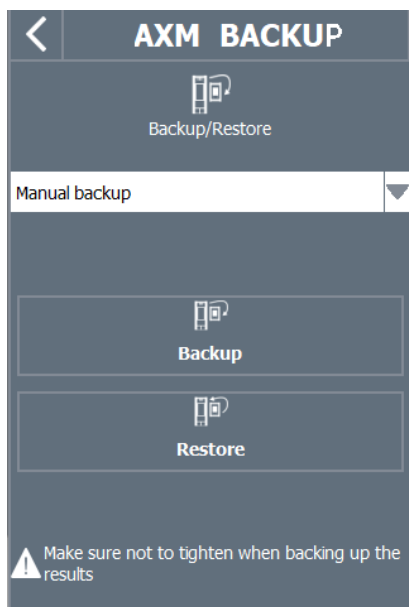 AXM BACKUP
Backup/Restore
Manual backup
Backup
Restore
Make sure not to tighten when backing up the
results